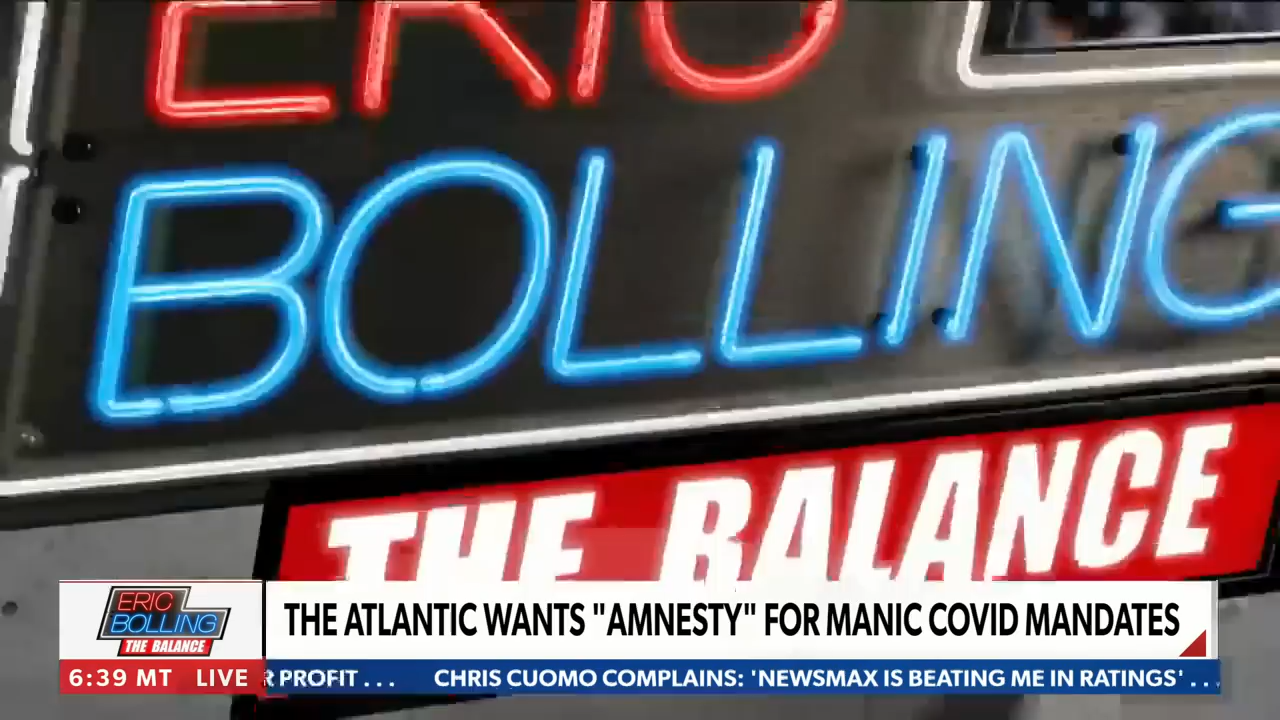 ERIC
BOLLING
THE BALANCE
ERIC
BOLLING
THE BALANCE
THE ATLANTIC WANTS "AMNESTY" FOR MANIC COVID MANDATES
6:39 MT LIVE
R PROFIT . . . CHRIS CUOMO COMPLAINS: 'NEWSMAX IS BEATING ME IN RATINGS' . . .